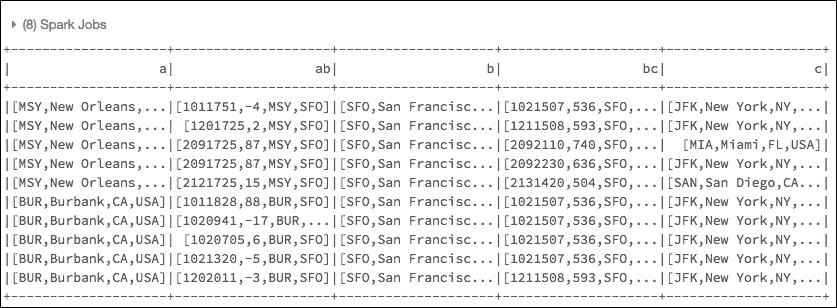 (8) Spark Jobs
+--------------------+--------------------+--------------------+--------------------+--------------------+
|                   a|                  ab|                   b|                  bc|                   c|
+--------------------+--------------------+--------------------+--------------------+--------------------+
|[MSY,New Orleans,...|[1011751,-4,MSY,SFO]|[SFO,San Francisc...|[1021507,536,SFO,...|[JFK,New York,NY,...|
|[MSY,New Orleans,...| [1201725,2,MSY,SFO]|[SFO,San Francisc...|[1211508,593,SFO,...|[JFK,New York,NY,...|
|[MSY,New Orleans,...|[2091725,87,MSY,SFO]|[SFO,San Francisc...|[2092110,740,SFO,...|  [MIA,Miami,FL,USA]|
|[MSY,New Orleans,...|[2091725,87,MSY,SFO]|[SFO,San Francisc...|[2092230,636,SFO,...|[JFK,New York,NY,...|
|[MSY,New Orleans,...|[2121725,15,MSY,SFO]|[SFO,San Francisc...|[2131420,504,SFO,...|[SAN,San Diego,CA...|
|[BUR,Burbank,CA,USA]|[1011828,88,BUR,SFO]|[SFO,San Francisc...|[1021507,536,SFO,...|[JFK,New York,NY,...|
|[BUR,Burbank,CA,USA]|[1020941,-17,BUR,...|[SFO,San Francisc...|[1021507,536,SFO,...|[JFK,New York,NY,...|
|[BUR,Burbank,CA,USA]| [1020705,6,BUR,SFO]|[SFO,San Francisc...|[1021507,536,SFO,...|[JFK,New York,NY,...|
|[BUR,Burbank,CA,USA]|[1021320,-5,BUR,SFO]|[SFO,San Francisc...|[1021507,536,SFO,...|[JFK,New York,NY,...|
|[BUR,Burbank,CA,USA]|[1202011,-3,BUR,SFO]|[SFO,San Francisc...|[1211508,593,SFO,...|[JFK,New York,NY,...|
+--------------------+--------------------+--------------------+--------------------+--------------------+